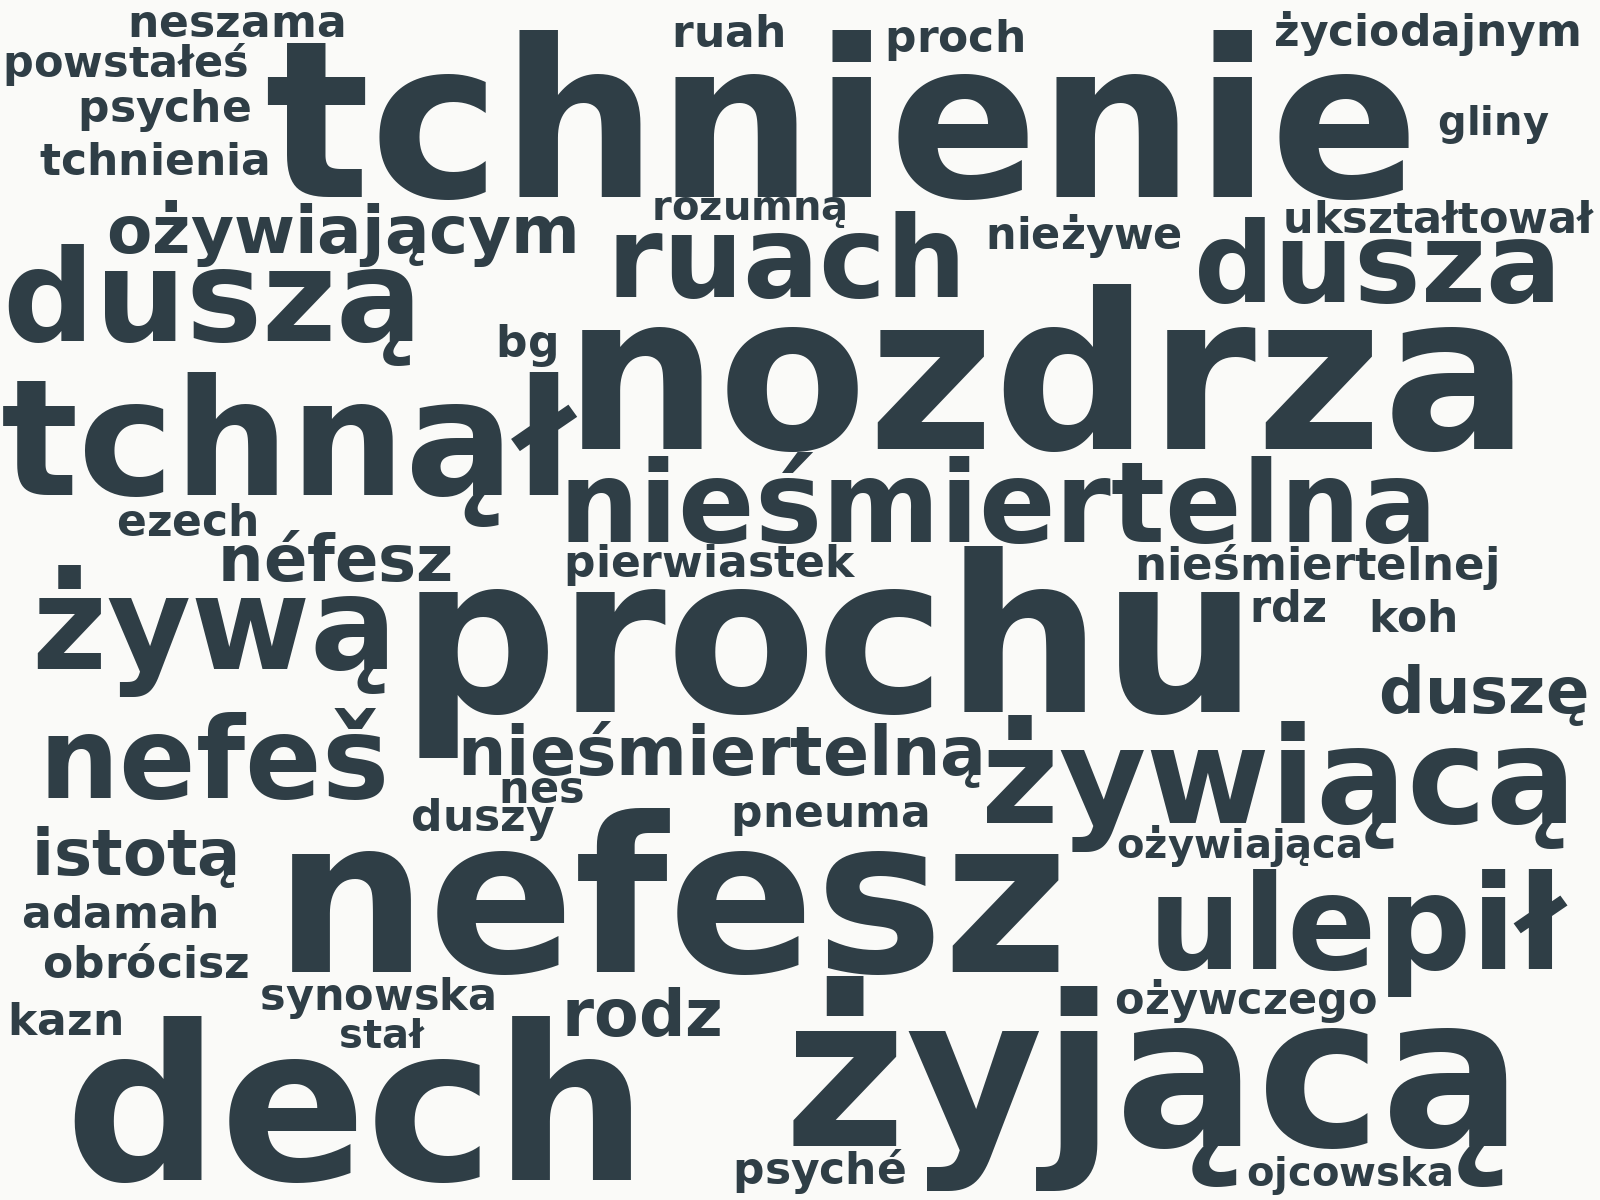 neszama
ruah
proch
życiodajnym
powstałeś
tchnienie
psyche
gliny
tchnienia
rozumną
ożywiającym
ruach
nieżywe
ukształtował
duszą
dusza
bg
nozdrza
tchnął
nieśmiertelna
ezech
néfesz
pierwiastek
nieśmiertelnej
żywą
prochu
rdz
koh
duszę
nefeš
nieśmiertelną
żywiącą
nes
duszy
pneuma
ożywiająca
istotą
nefesz
ulepił
adamah
obrócisz
synowska
rodz
ożywczego
kazn
stał
dech
żyjącą
psyché
ojcowska